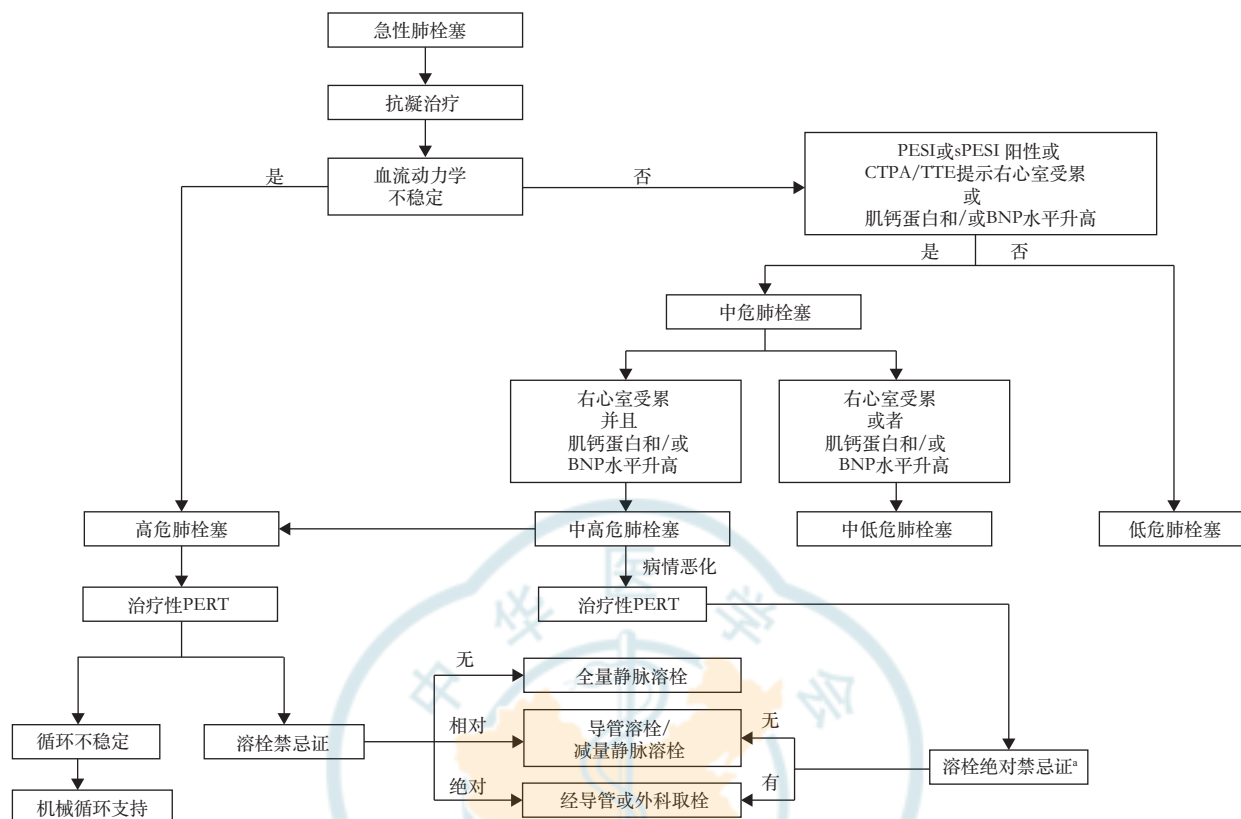 急性肺栓塞
抗凝治疗
血流动力学
不稳定
是
否
PESI或sPESI 阳性或
CTPA/TTE提示右心室受累
或
肌钙蛋白和/或BNP水平升高
是
否
中危肺栓塞
右心室受累
并且
肌钙蛋白和/或
BNP水平升高
右心室受累
或者
肌钙蛋白和/或
BNP水平升高
高危肺栓塞
中高危肺栓塞
中低危肺栓塞
低危肺栓塞
病情恶化
治疗性PERT
治疗性PERT
循环不稳定
溶栓禁忌证
无
相对
绝对
全量静脉溶栓
导管溶栓/
减量静脉溶栓
经导管或外科取栓
无
有
溶栓绝对禁忌证a
机械循环支持
中华医学会